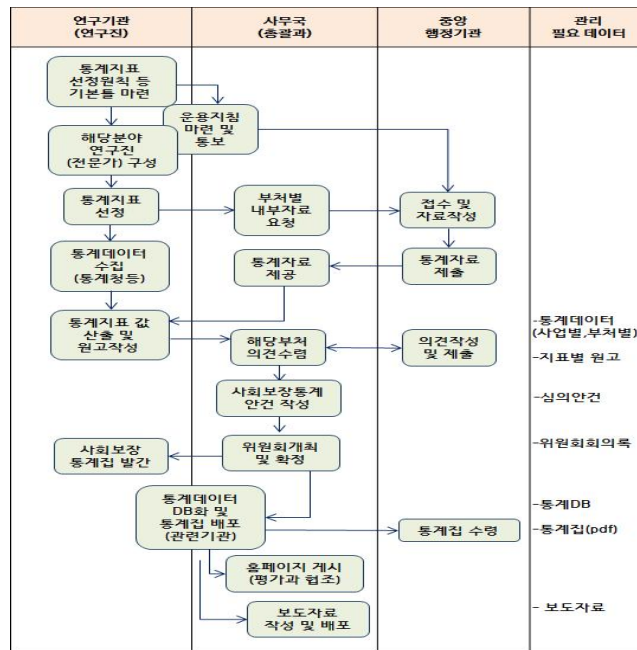 연구기관
(연구진)
사무국
(총괄과)
중앙
행정기관
관리
필요 데이터
통계지표
선정원칙 등
기본틀 마련
운용지침
마련 및
통보
해당분야
연구진
(전문가) 구성
통계지표
선정
부처별
내부자료
요청
접수 및
자료작성
통계데이터
수집
(통계청등)
통계자료
제공
통계자료
제출
통계지표 값
산출 및
원고작성
해당부처
의견수렴
의견작성
및 제출
-통계데이터
(사업별,부처별)
-지표별 원고
사회보장통계
안건 작성
-심의안건
사회보장
통계집 발간
위원회개최
및 확정
-위원회회의록
통계데이터
DB화 및
통계집 배포
(관련기관)
통계집 수령
-통계DB
-통계집(pdf)
홈페이지 게시
(평가과 협조)
보도자료
작성 및 배포
- 보도자료